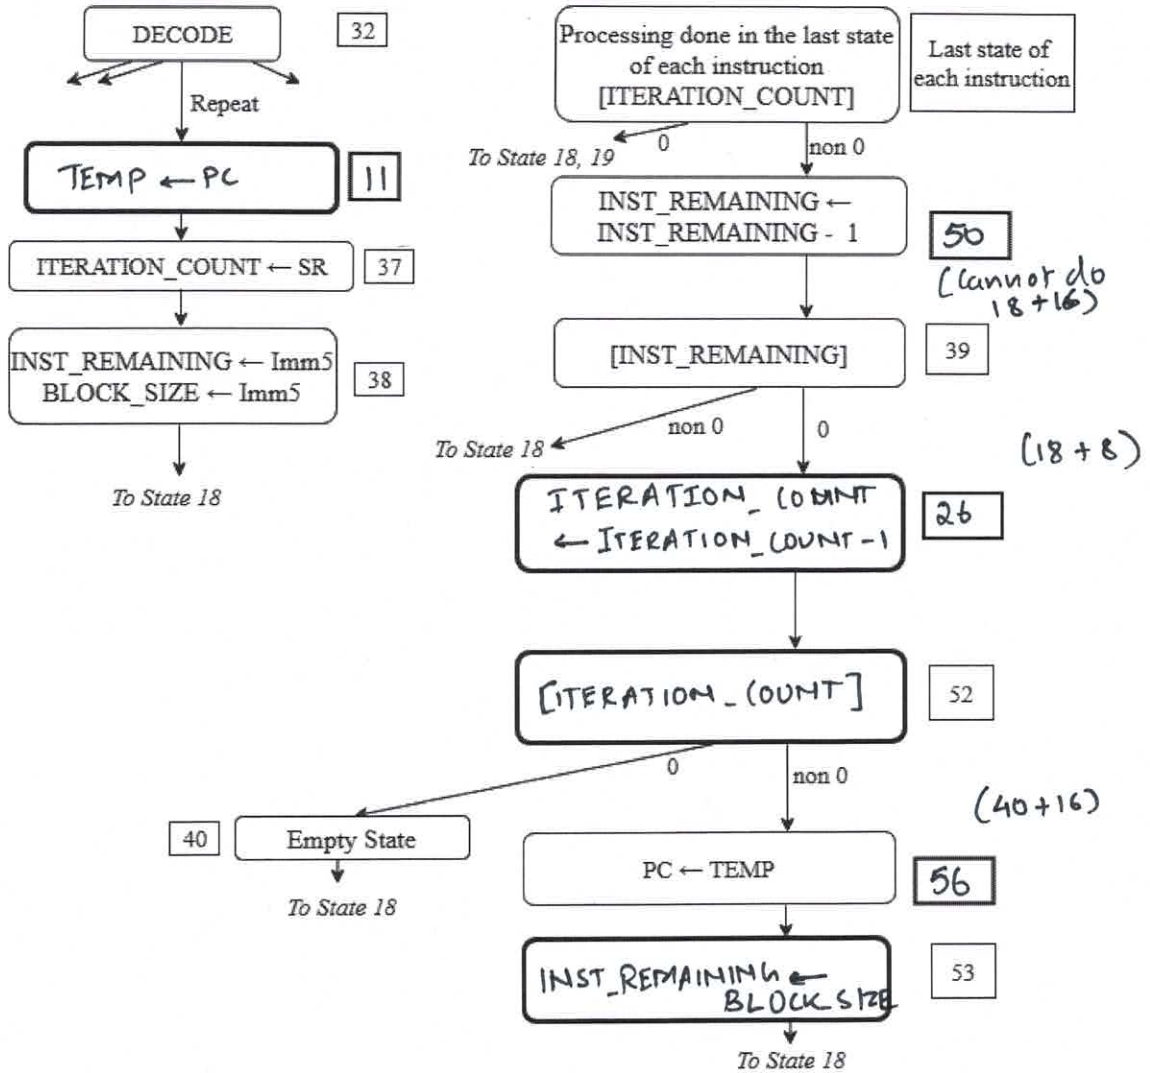 DECODE
32
Repeat
TEMP ← PC
11
ITERATION_COUNT ← SR
37
INST_REMAINING ← Imm5
BLOCK_SIZE ← Imm5
38
To State 18
Processing done in the last state
of each instruction
[ITERATION_COUNT]
Last state of
each instruction
0
non 0
To State 18, 19
INST_REMAINING ←
INST_REMAINING - 1
50
(Cannot do
18+16)
[INST_REMAINING]
39
non 0
0
To State 18
(18+8)
ITERATION_COUNT
← ITERATION_COUNT-1
26
[ITERATION_COUNT]
52
0
non 0
(40+16)
40
Empty State
To State 18
PC ← TEMP
56
INST_REMAINING ←
BLOCK_SIZE
53
To State 18